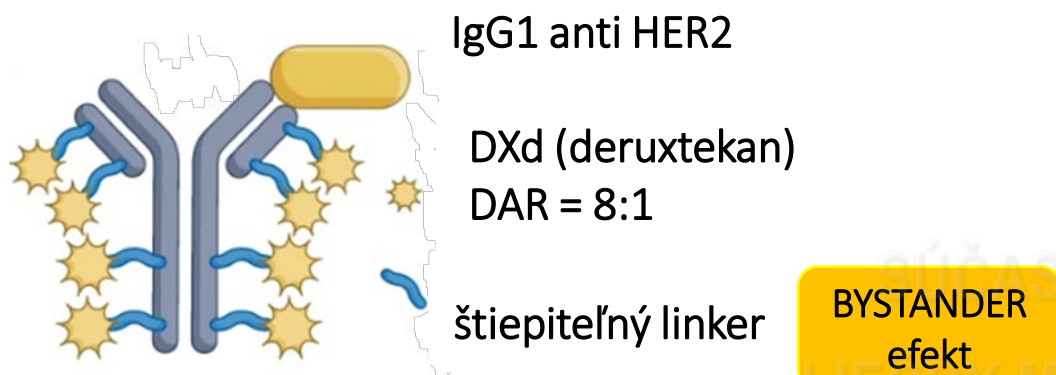 IgG1 anti HER2
DXd (deruxtekan)
DAR = 8:1
štiepiteľný linker
BYSTANDER
efekt